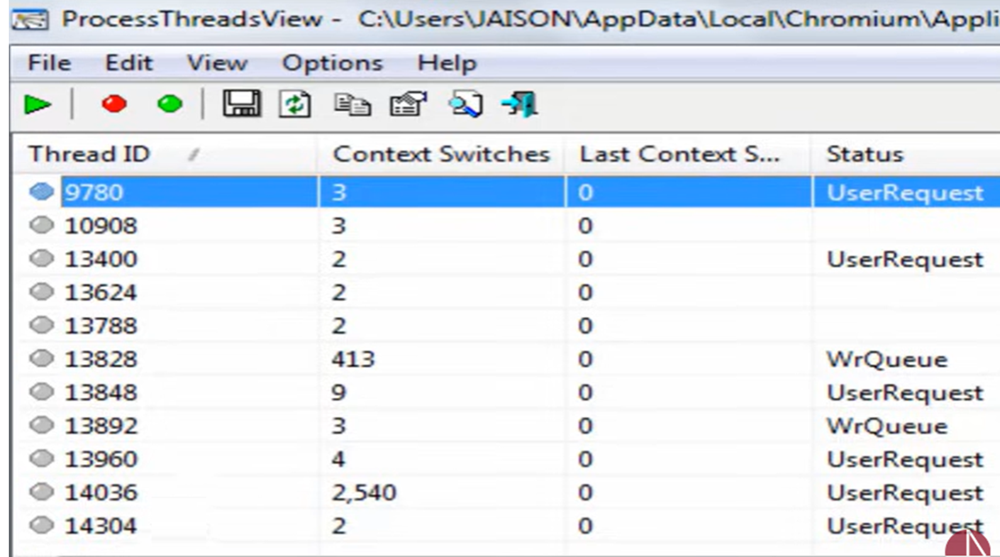 ProcessThreadsView - C:\Users\JAISON\AppData\Local\Chromium\Appli
File Edit View Options Help
Thread ID / Context Switches Last Context S... Status
9780 3 0 UserRequest
10908 3 0
13400 2 0 UserRequest
13624 2 0
13788 2 0
13828 413 0 WrQueue
13848 9 0 UserRequest
13892 3 0 WrQueue
13960 4 0 UserRequest
14036 2,540 0 UserRequest
14304 2 0 UserRequest